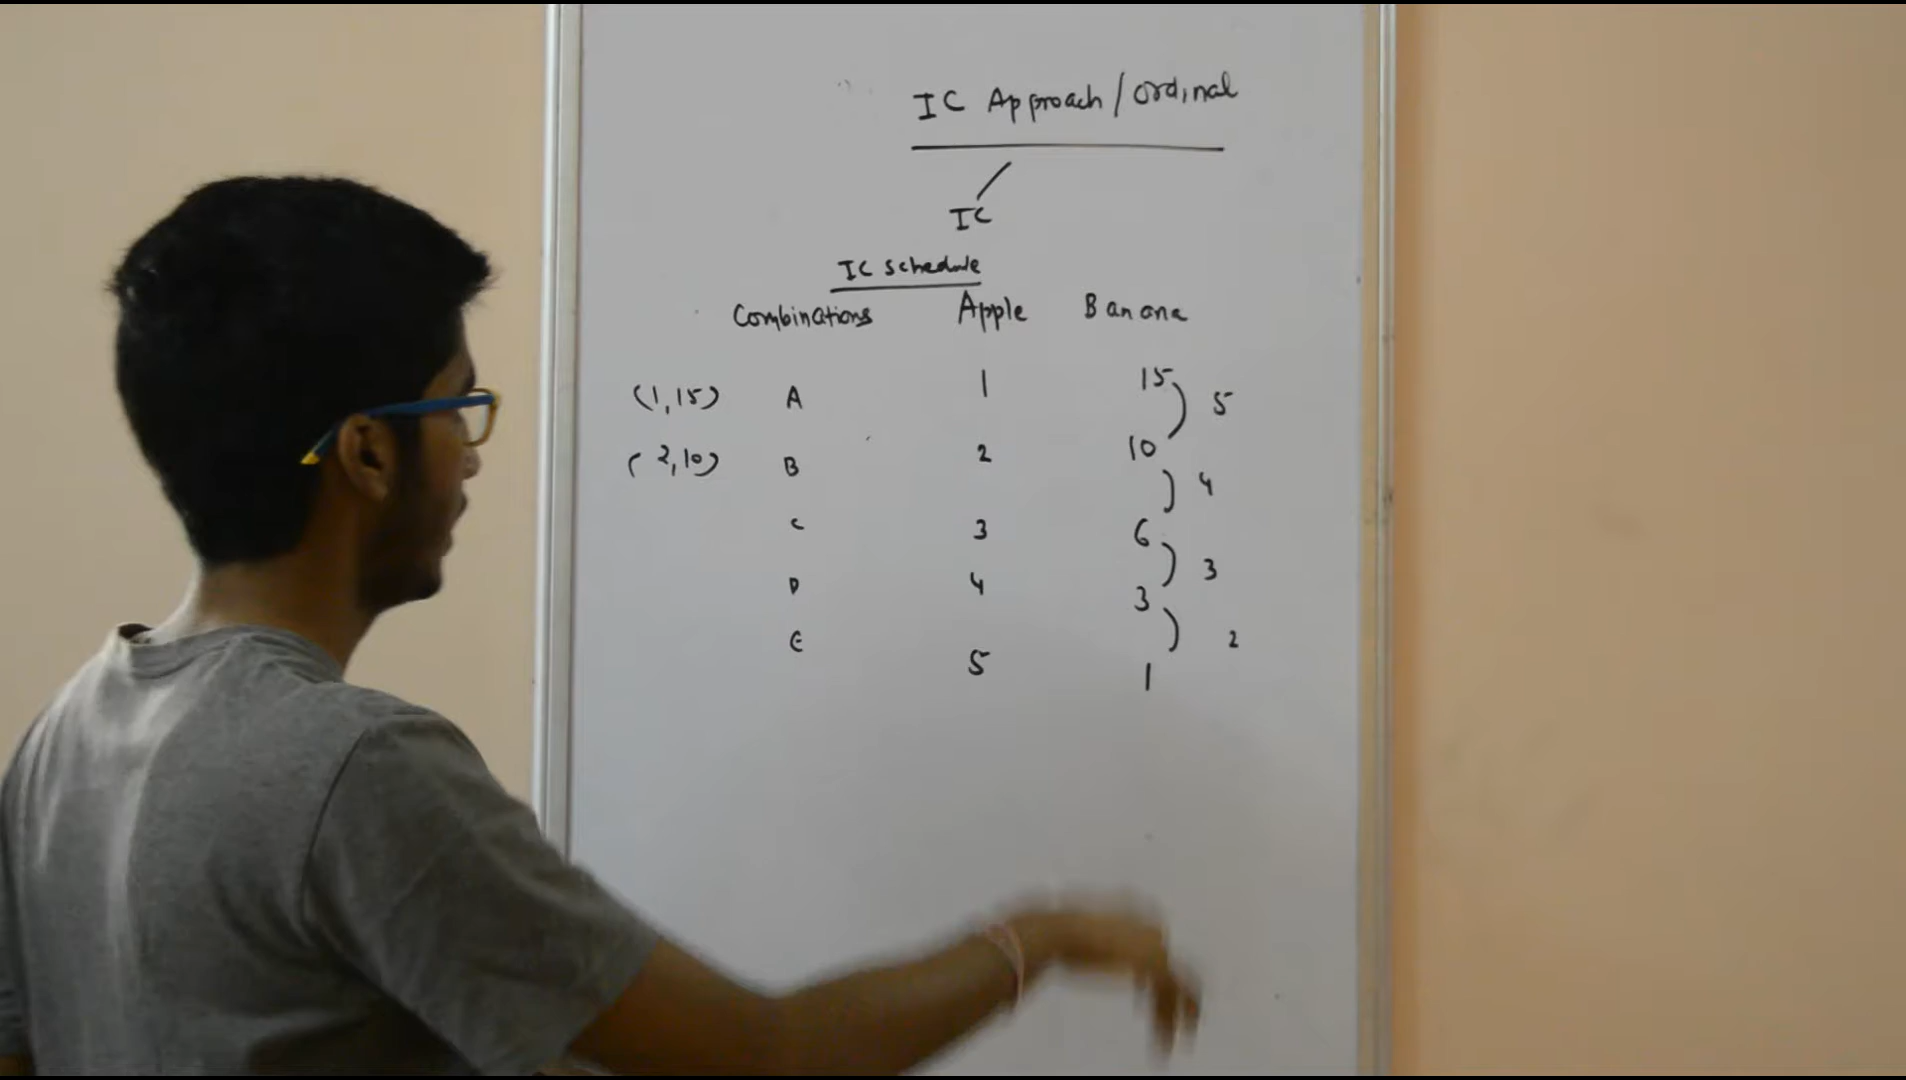 IC Approach/ordinal
IC
IC schedule
Combinations Apple Banana
(1,15) A 1 15
5
(2,10) B 2 10
4
C 3 6
3
D 4 3
2
E 5 1